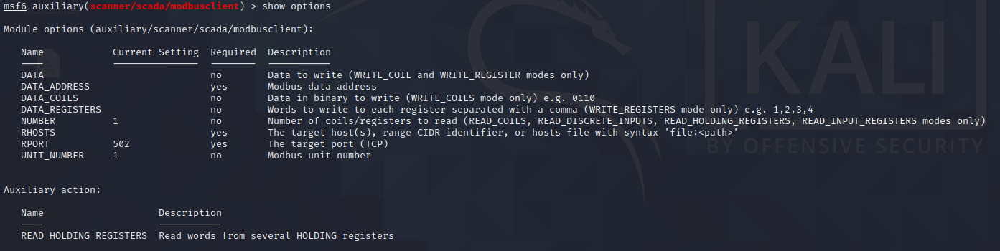 msf6 auxiliary(scanner/scada/modbusclient) > show options
Module options (auxiliary/scanner/scada/modbusclient):
Name Current Setting Required Description
DATA no Data to write (WRITE_COIL and WRITE_REGISTER modes only)
DATA_ADDRESS yes Modbus data address
DATA_COILS no Data in binary to write (WRITE_COILS mode only) e.g. 0110
DATA_REGISTERS no Words to write to each register separated with a comma (WRITE_REGISTERS mode only) e.g. 1,2,3,4
NUMBER 1 no Number of coils/registers to read (READ_COILS, READ_DISCRETE_INPUTS, READ_HOLDING_REGISTERS, READ_INPUT_REGISTERS modes only)
RHOSTS yes The target host(s), range CIDR identifier, or hosts file with syntax 'file:<path>'
RPORT 502 yes The target port (TCP)
UNIT_NUMBER 1 no Modbus unit number
Auxiliary action:
Name Description
READ_HOLDING_REGISTERS Read words from several HOLDING registers
KALI
BY OFFENSIVE SECURITY